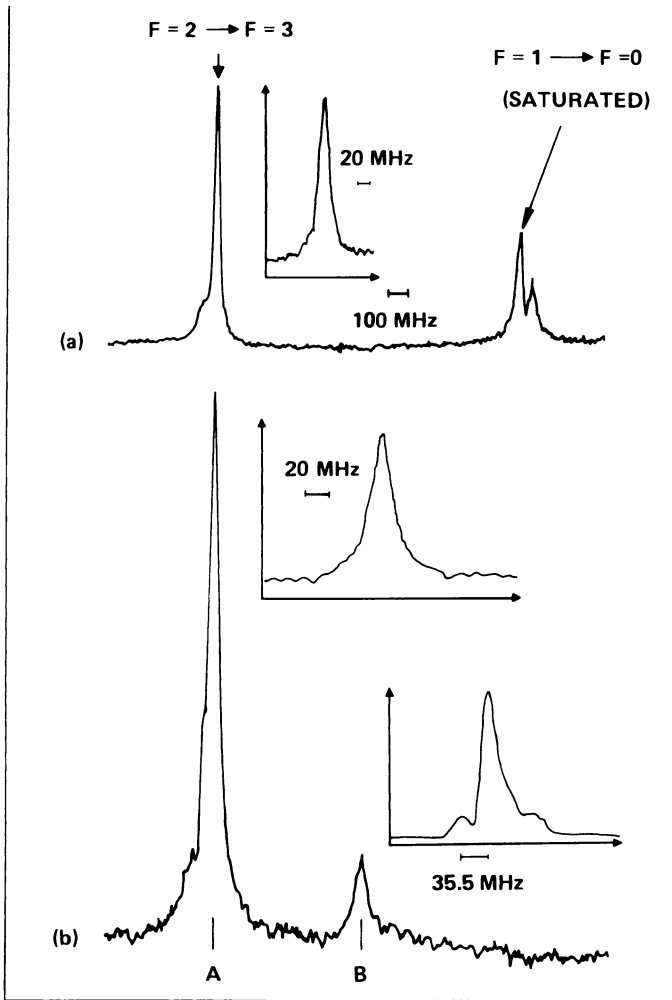 F = 2 → F = 3
F = 1 → F =0
(SATURATED)
20 MHz
100 MHz
(a)
20 MHz
35.5 MHz
(b)
A
B